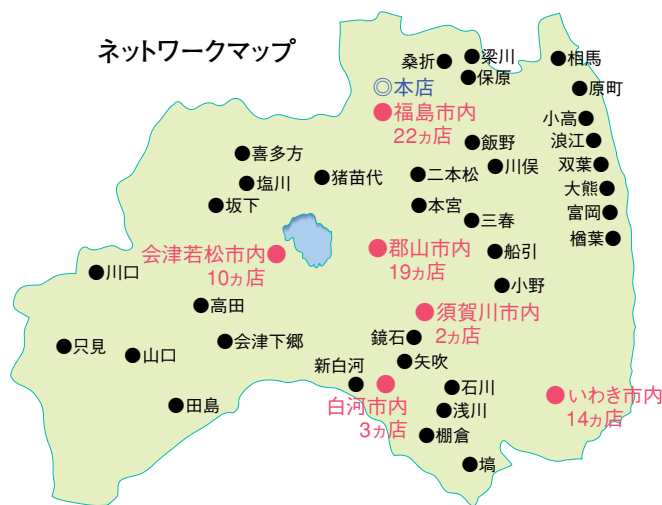 ネットワークマップ
桑折
梁川
保原
相馬
原町
◎本店
福島市内
22ヵ店
小高
浪江
飯野
双葉
川俣
喜多方
塩川
猪苗代
二本松
大熊
坂下
本宮
三春
富岡
楢葉
会津若松市内
10ヵ店
郡山市内
19ヵ店
船引
川口
小野
高田
須賀川市内
2ヵ店
只見
山口
会津下郷
鏡石
矢吹
新白河
白河市内
3ヵ店
石川
いわき市内
14ヵ店
田島
浅川
棚倉
塙